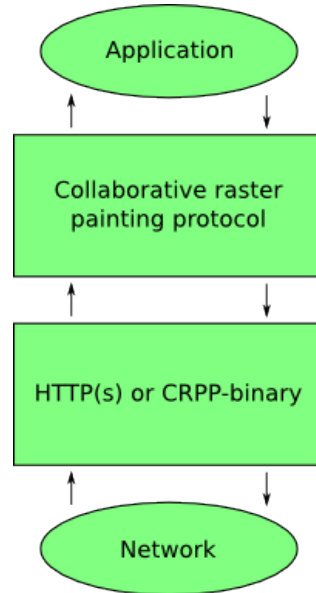 Application
Collaborative raster
painting protocol
HTTP(s) or CRPP-binary
Network